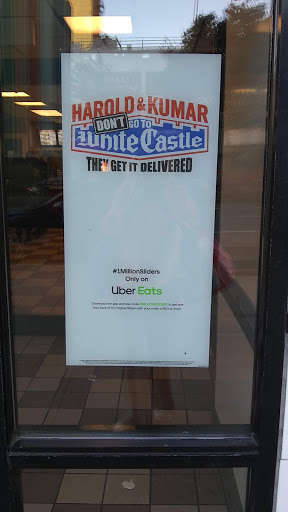 HAROLD & KUMAR
DON'T GO TO
White Castle
THEY GET IT DELIVERED
#1MillionSliders
Only on
Uber Eats